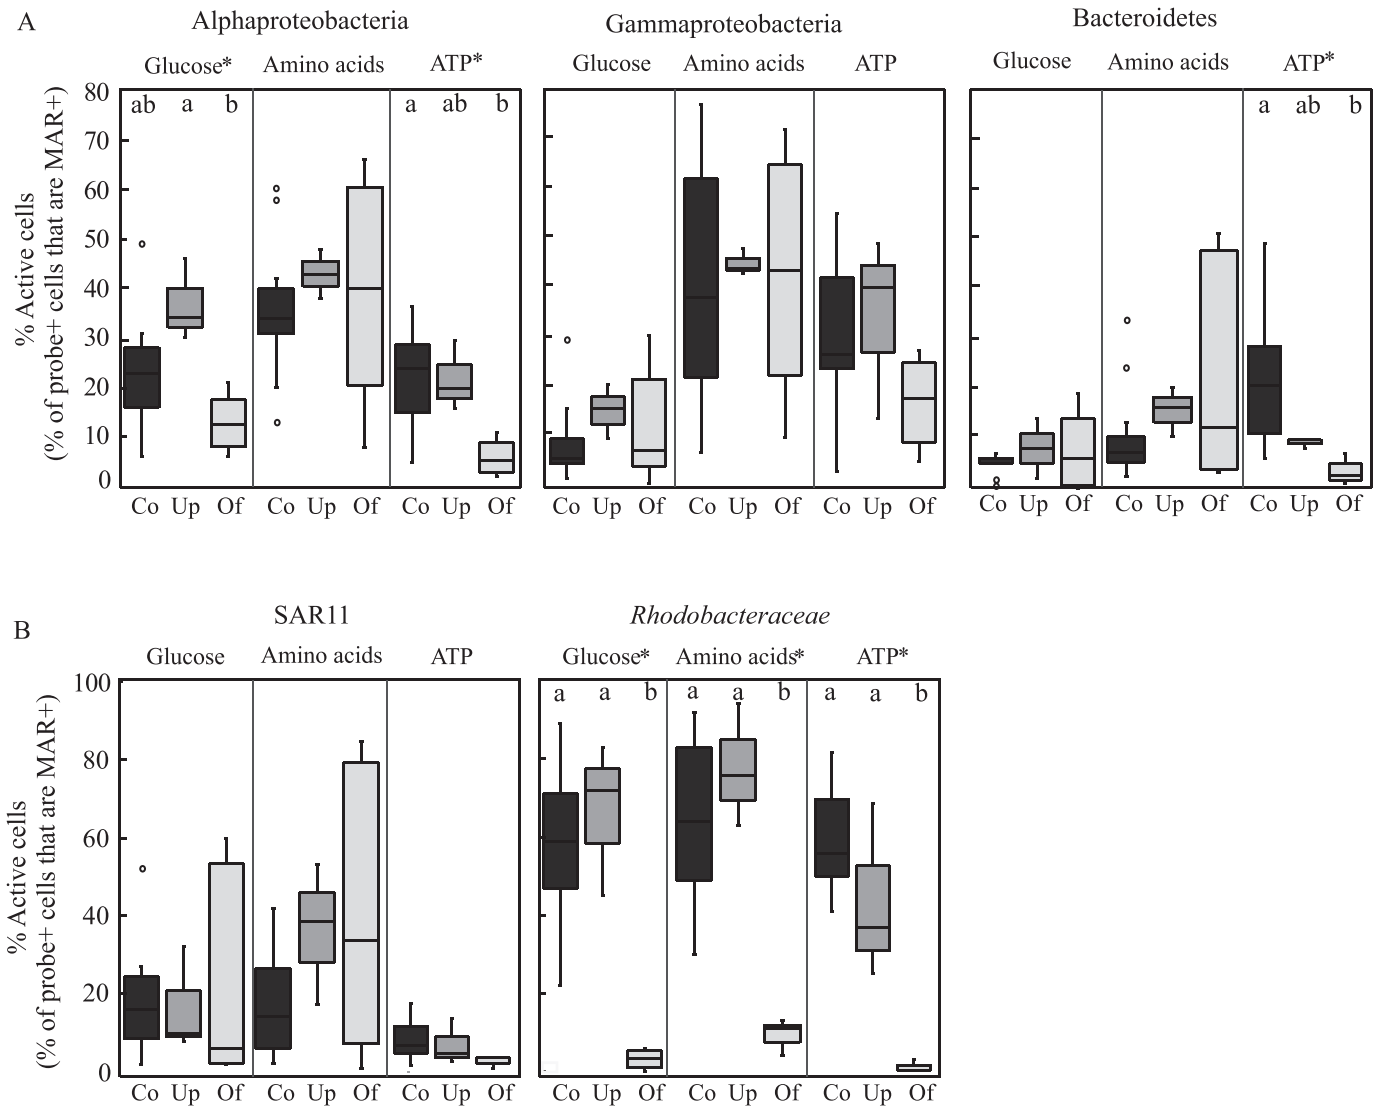 A
Alphaproteobacteria
Gammaproteobacteria
Bacteroidetes
Glucose* Amino acids ATP*
Glucose Amino acids ATP
Glucose Amino acids ATP*
% Active cells
(% of probe+ cells that are MAR+)
80
70
60
50
40
30
20
10
0
ab a b
a ab b
a ab b
Co Up Of Co Up Of Co Up Of
Co Up Of Co Up Of Co Up Of
Co Up Of Co Up Of Co Up Of
B
SAR11
Rhodobacteraceae
Glucose Amino acids ATP
Glucose* Amino acids* ATP*
% Active cells
(% of probe+ cells that are MAR+)
100
80
60
40
20
0
a a b a a b a a b
Co Up Of Co Up Of Co Up Of
Co Up Of Co Up Of Co Up Of